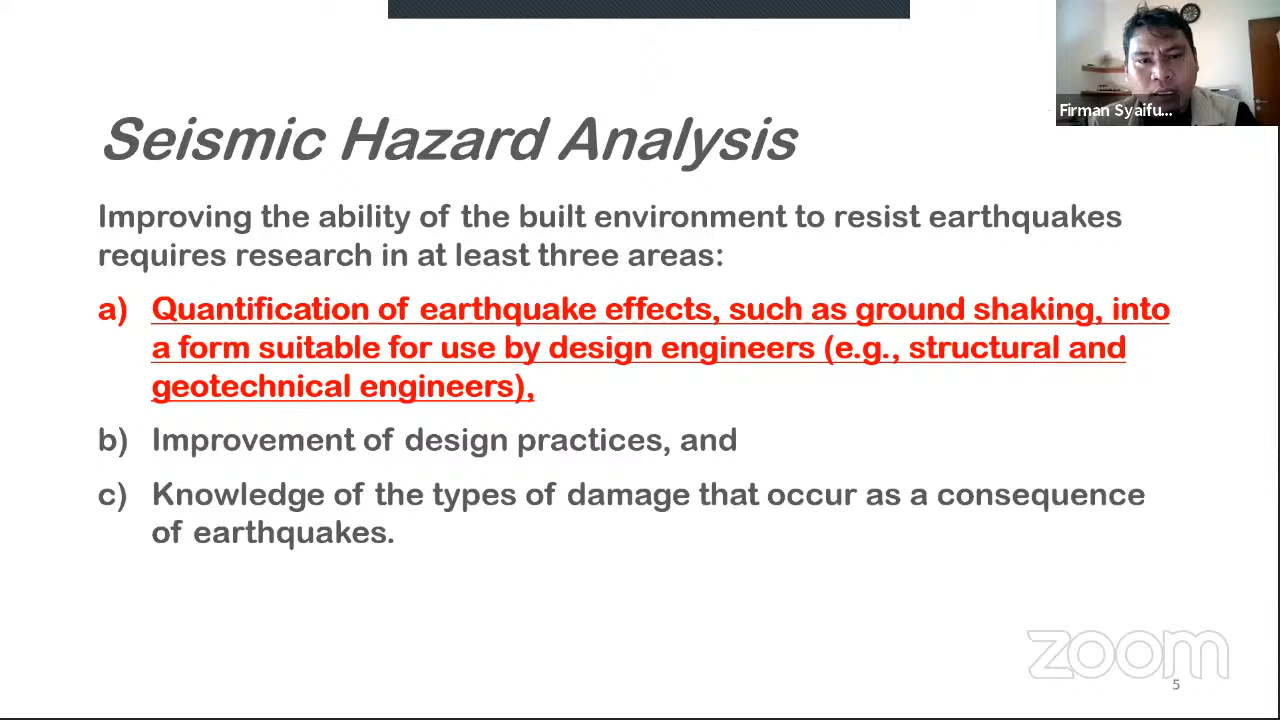 Firman Syaifu...
Seismic Hazard Analysis
Improving the ability of the built environment to resist earthquakes
requires research in at least three areas:
a) Quantification of earthquake effects, such as ground shaking, into
a form suitable for use by design engineers (e.g., structural and
geotechnical engineers),
b) Improvement of design practices, and
c) Knowledge of the types of damage that occur as a consequence
of earthquakes.
zoom
5